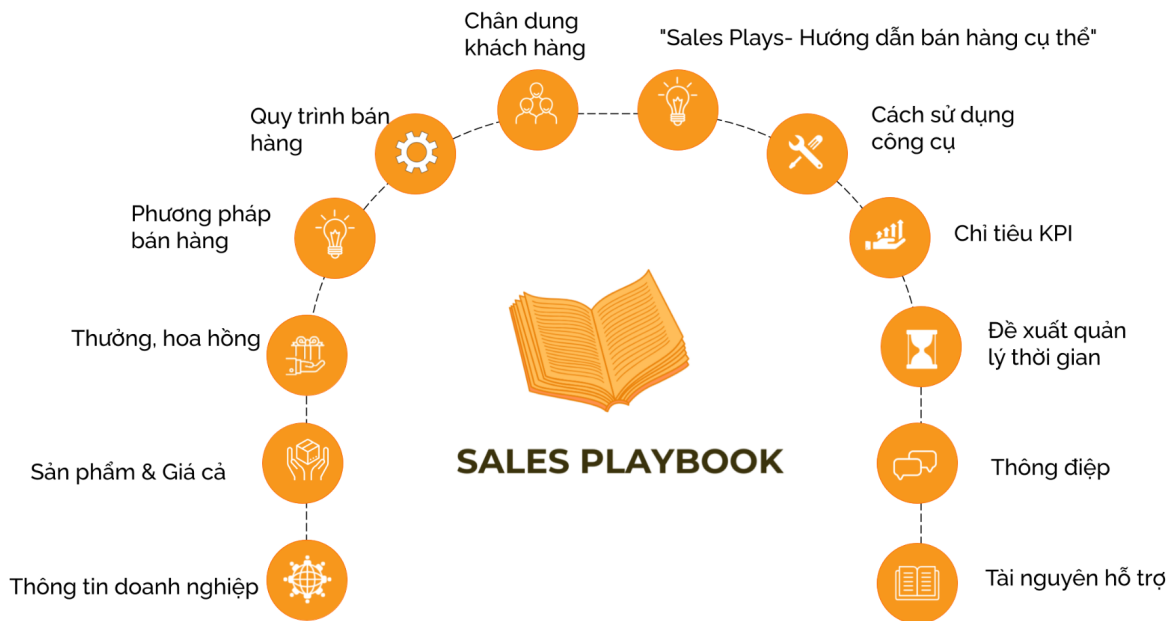 Chân dung
khách hàng
"Sales Plays- Hướng dẫn bán hàng cụ thể"
Quy trình bán
hàng
Cách sử dụng
công cụ
Phương pháp
bán hàng
Chỉ tiêu KPI
Thưởng, hoa hồng
Đề xuất quản
lý thời gian
SALES PLAYBOOK
Sản phẩm & Giá cả
Thông điệp
Thông tin doanh nghiệp
Tài nguyên hỗ trợ